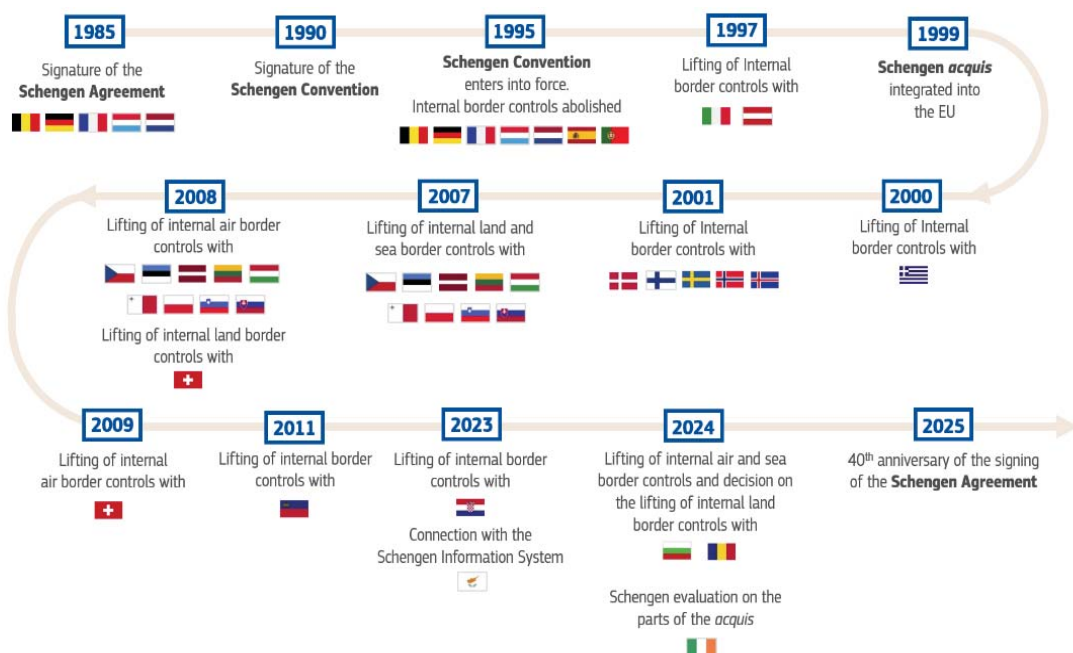 1985
Signature of the
Schengen Agreement
1990
Signature of the
Schengen Convention
1995
Schengen Convention
enters into force.
Internal border controls abolished
1997
Lifting of Internal
border controls with
1999
Schengen acquis
integrated into
the EU
2000
Lifting of Internal
border controls with
2001
Lifting of Internal
border controls with
2007
Lifting of internal land and
sea border controls with
2008
Lifting of internal air border
controls with
Lifting of internal land border
controls with
2009
Lifting of internal
air border controls with
2011
Lifting of internal border
controls with
2023
Lifting of internal border
controls with
Connection with the
Schengen Information System
2024
Lifting of internal air and sea
border controls and decision on
the lifting of internal land
border controls with
Schengen evaluation on the
parts of the acquis
2025
40th anniversary of the signing
of the Schengen Agreement